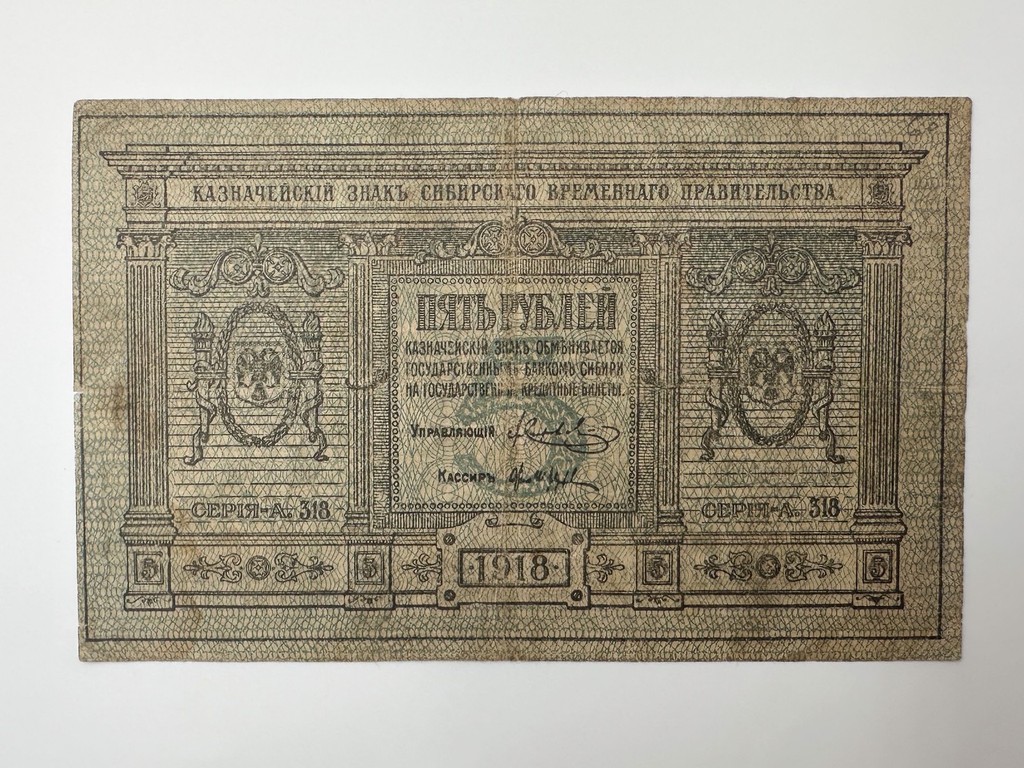 КАЗНАЧЕЙСКІЙ ЗНАКЪ СИБИРСКАГО ВРЕМЕННАГО ПРАВИТЕЛЬСТВА.
ПЯТЬ РУБЛЕЙ
КАЗНАЧЕЙСКІЙ ЗНАКЪ ОБМѢНИВАЕТСЯ
ГОСУДАРСТВЕННЫМЪ БАНКОМЪ СИБИРИ
НА ГОСУДАРСТВЕННЫЕ КРЕДИТНЫЕ БИЛЕТЫ.
УПРАВЛЯЮЩІЙ
КАССИРЪ
СЕРІЯ-А. 318
СЕРІЯ-А. 318
5 5 1918 5 5